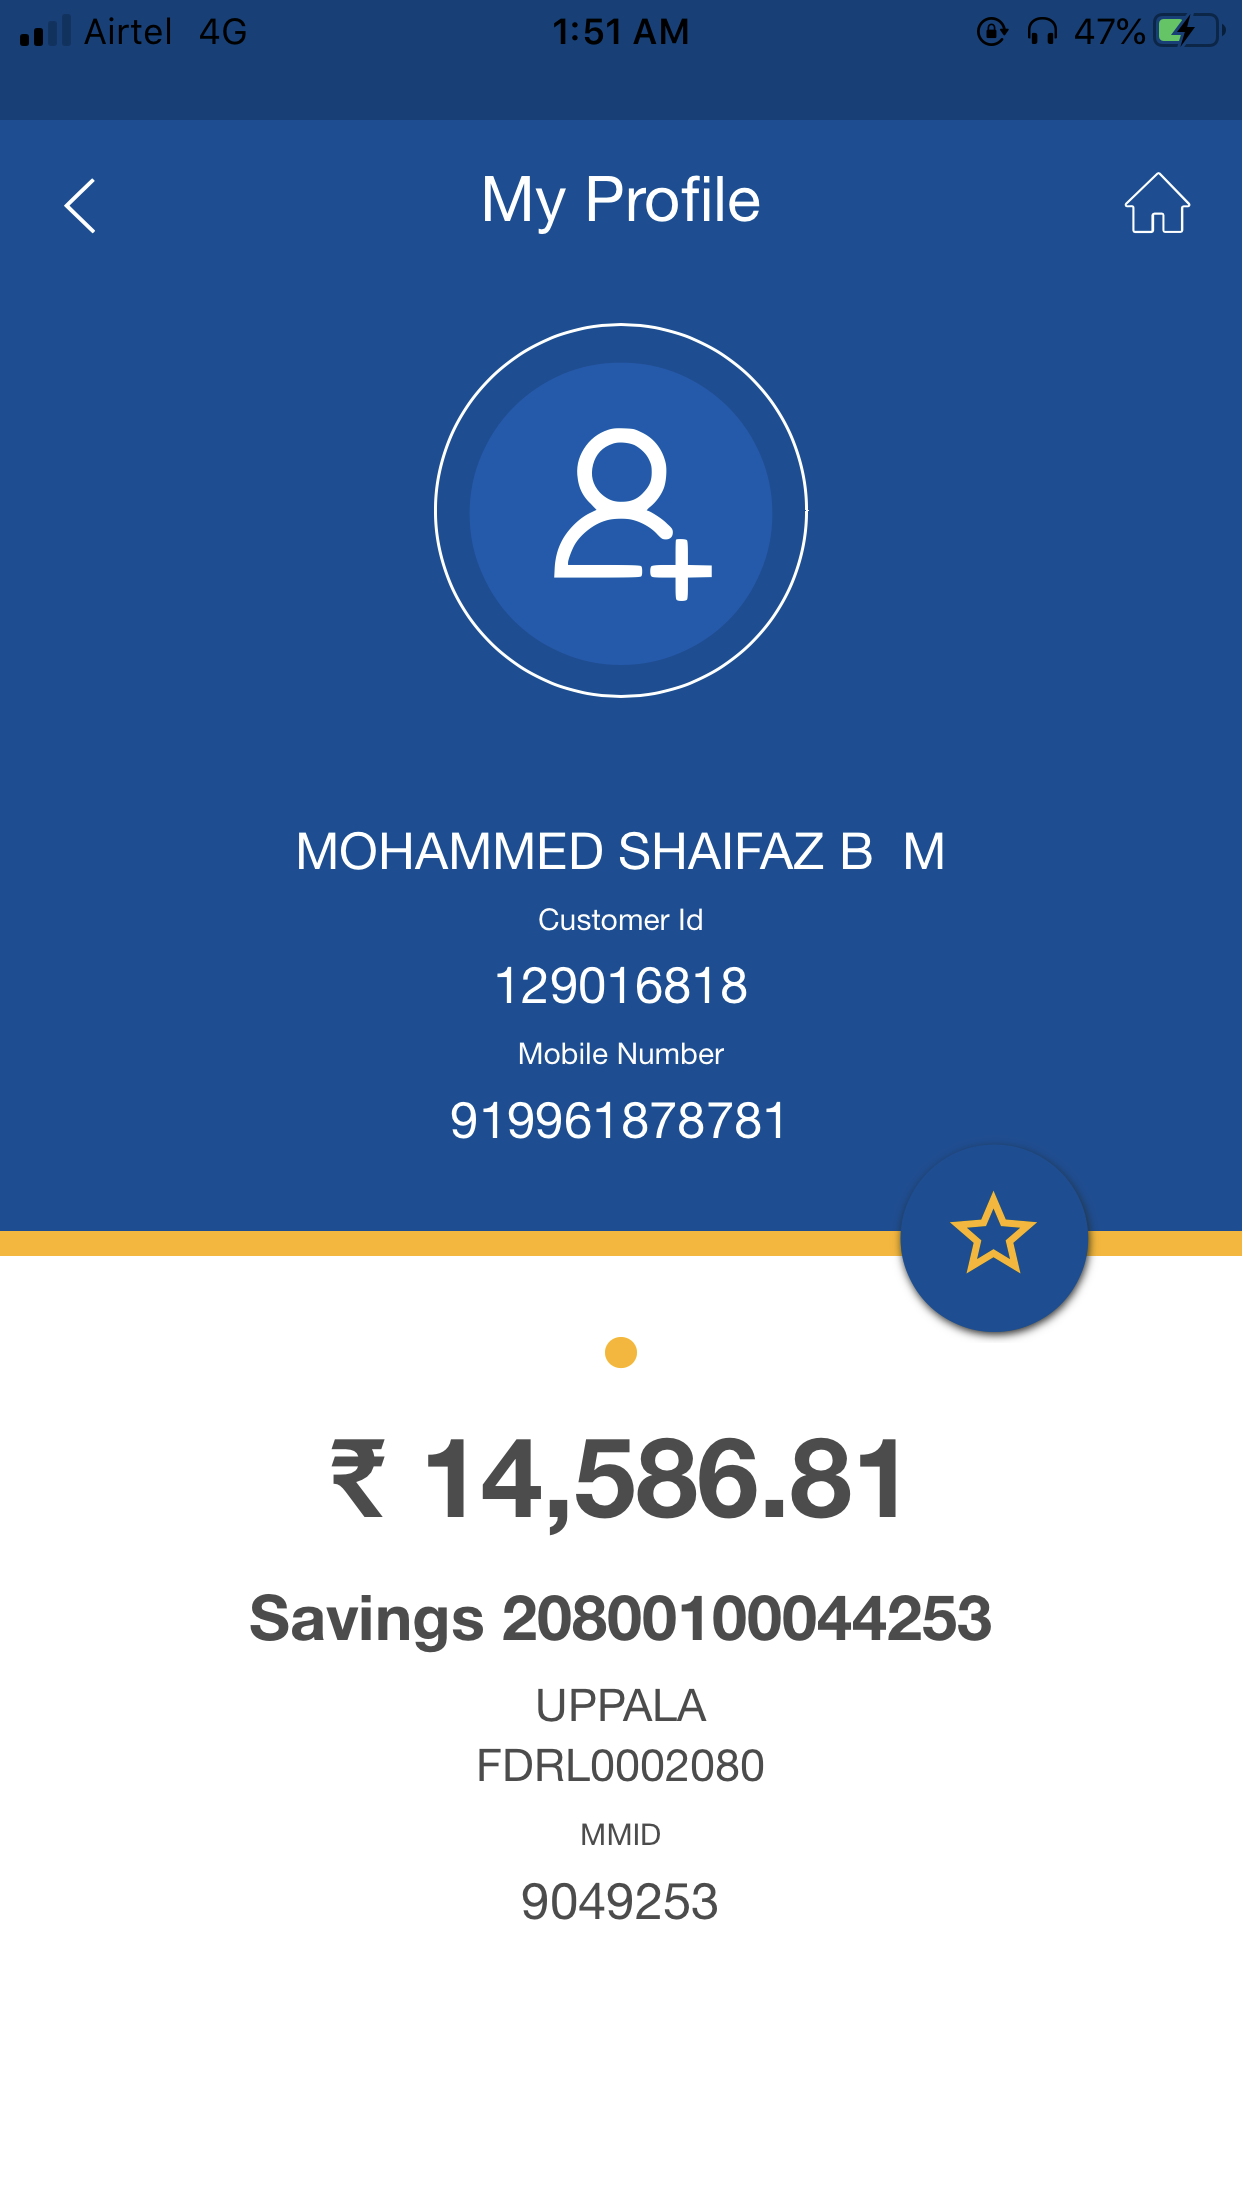 Airtel 4G 1:51 AM 47%
My Profile
MOHAMMED SHAIFAZ B  M
Customer Id
129016818
Mobile Number
919961878781
₹ 14,586.81
Savings 20800100044253
UPPALA
FDRL0002080
MMID
9049253